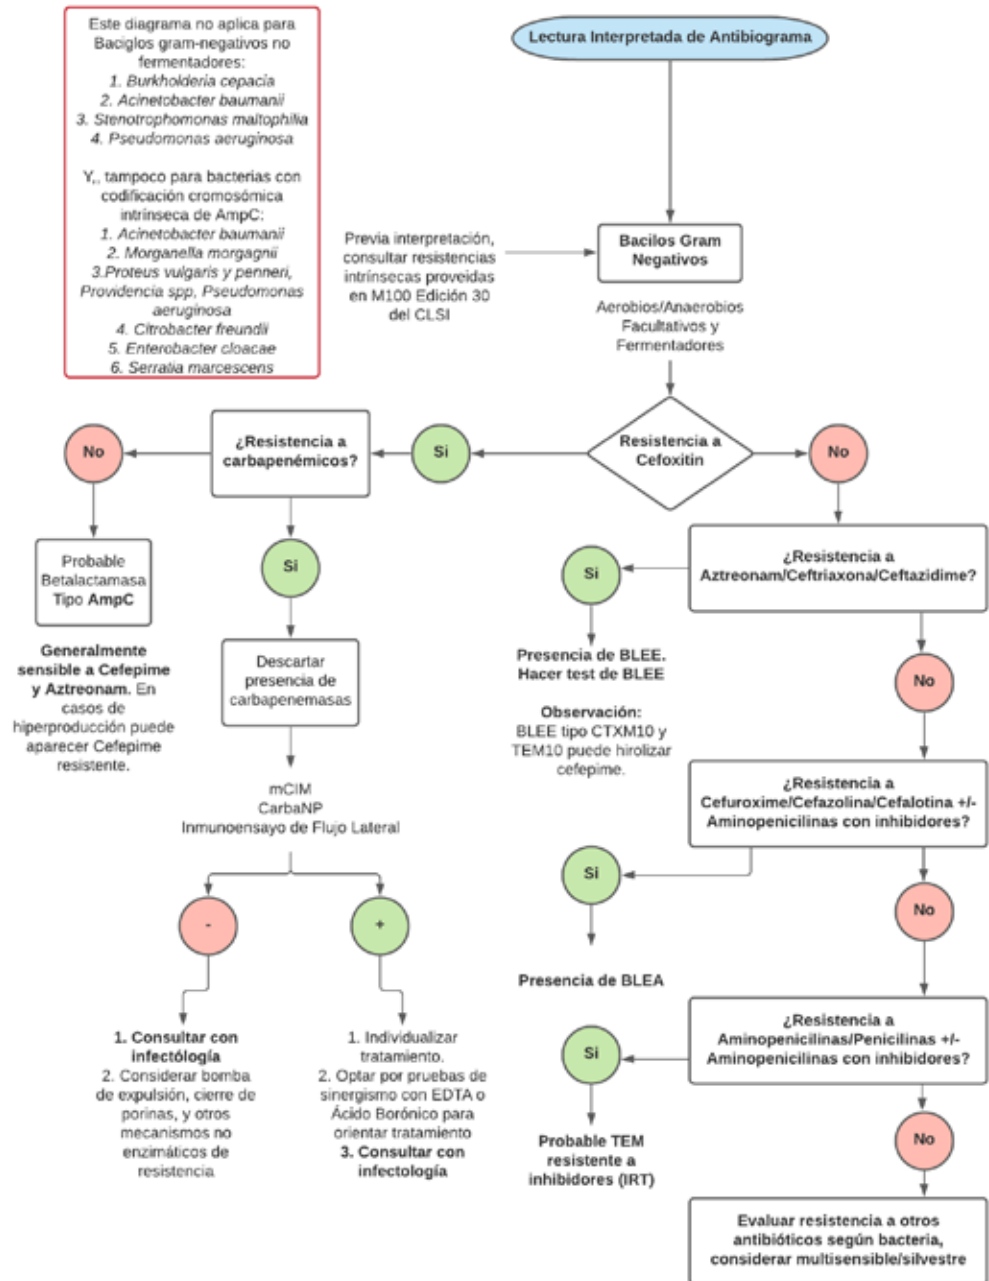 Este diagrama no aplica para
Baciglos gram-negativos no
fermentadores:
1. Burkholderia cepacia
2. Acinetobacter baumanii
3. Stenotrophomonas maltophilia
4. Pseudomonas aeruginosa
Y,, tampoco para bacterias con
codificación cromosómica
intrínseca de AmpC:
1. Acinetobacter baumanii
2. Morganella morgagnii
3.Proteus vulgaris y penneri,
Providencia spp, Pseudomonas
aeruginosa
4. Citrobacter freundii
5. Enterobacter cloacae
6. Serratia marcescens
Lectura Interpretada de Antibiograma
Previa interpretación,
consultar resistencias
intrínsecas proveidas
en M100 Edición 30
del CLSI
Bacilos Gram
Negativos
Aerobios/Anaerobios
Facultativos y
Fermentadores
Resistencia a
Cefoxitin
Si
No
¿Resistencia a
carbapenémicos?
No
Si
Probable
Betalactamasa
Tipo AmpC
Generalmente
sensible a Cefepime
y Aztreonam. En
casos de
hiperproducción puede
aparecer Cefepime
resistente.
Descartar
presencia de
carbapenemasas
mCIM
CarbaNP
Inmunoensayo de Flujo Lateral
-
+
1. Consultar con
infectólogía
2. Considerar bomba
de expulsión, cierre de
porinas, y otros
mecanismos no
enzimáticos de
resistencia
1. Individualizar
tratamiento.
2. Optar por pruebas de
sinergismo con EDTA o
Ácido Borónico para
orientar tratamiento
3. Consultar con
infectología
¿Resistencia a
Aztreonam/Ceftriaxona/Ceftazidime?
Si
Presencia de BLEE.
Hacer test de BLEE
Observación:
BLEE tipo CTXM10 y
TEM10 puede hirolizar
cefepime.
No
¿Resistencia a
Cefuroxime/Cefazolina/Cefalotina +/-
Aminopenicilinas con inhibidores?
Si
Presencia de BLEA
No
¿Resistencia a
Aminopenicilinas/Penicilinas +/-
Aminopenicilinas con inhibidores?
Si
Probable TEM
resistente a
inhibidores (IRT)
No
Evaluar resistencia a otros
antibióticos según bacteria,
considerar multisensible/silvestre